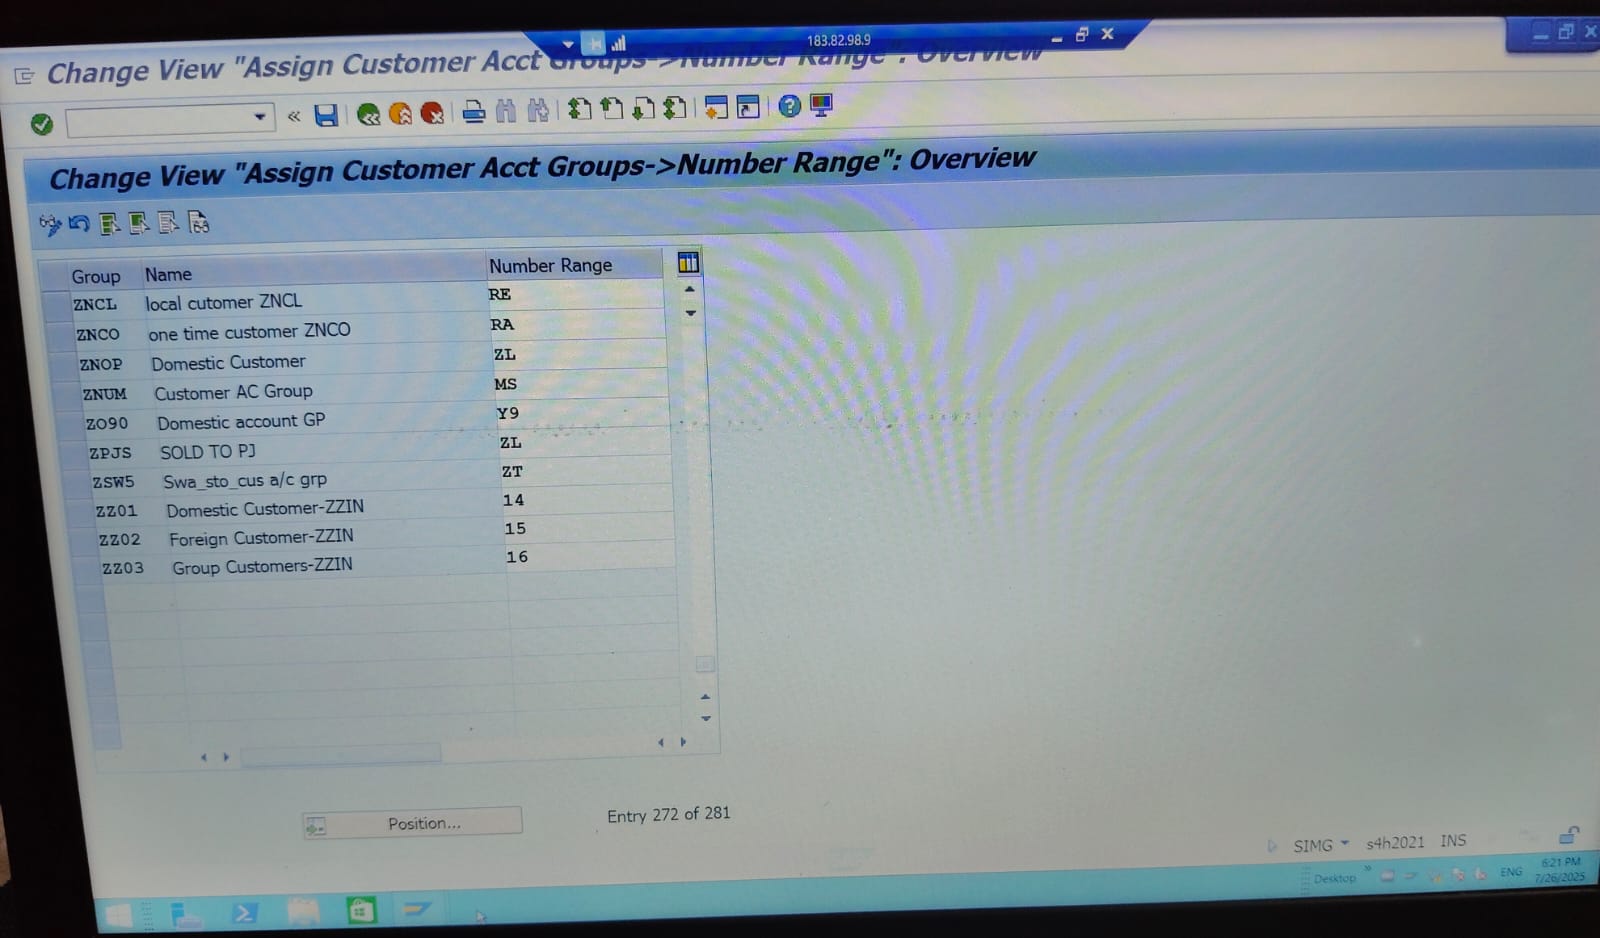 183.82.98.9
Change View "Assign Customer Acct Groups->Number Range": Overview
Change View "Assign Customer Acct Groups->Number Range": Overview
Group Name Number Range
ZNCL local cutomer ZNCL RE
ZNCO one time customer ZNCO RA
ZNOP Domestic Customer ZL
ZNUM Customer AC Group MS
ZO90 Domestic account GP Y9
ZPJS SOLD TO PJ ZL
ZSW5 Swa_sto_cus a/c grp ZT
ZZ01 Domestic Customer-ZZIN 14
ZZ02 Foreign Customer-ZZIN 15
ZZ03 Group Customers-ZZIN 16
Position... Entry 272 of 281
SIMG s4h2021 INS
Desktop ENG 6:21 PM
7/26/2025